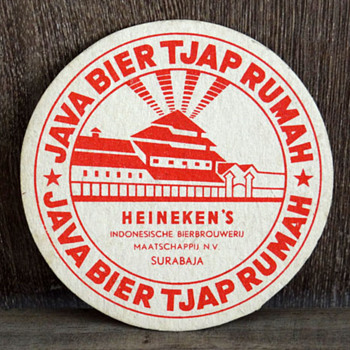 JAVA BIER TJAP RUMAH
HEINEKEN'S
INDONESISCHE BIERBROUWERIJ
MAATSCHAPPIJ N.V.
SURABAJA
JAVA BIER TJAP RUMAH